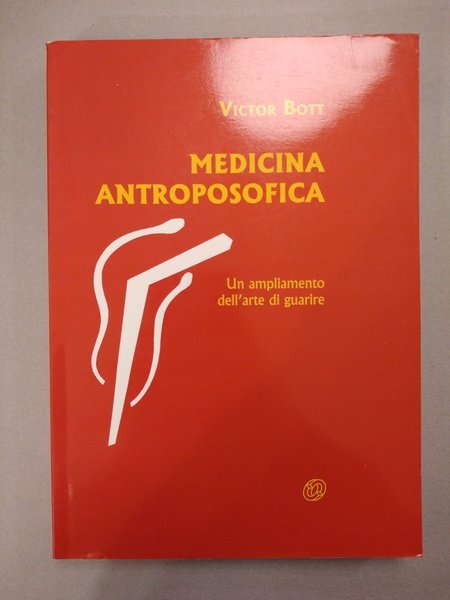 VICTOR BOTT
MEDICINA
ANTROPOSOFICA
Un ampliamento
dell'arte di guarire